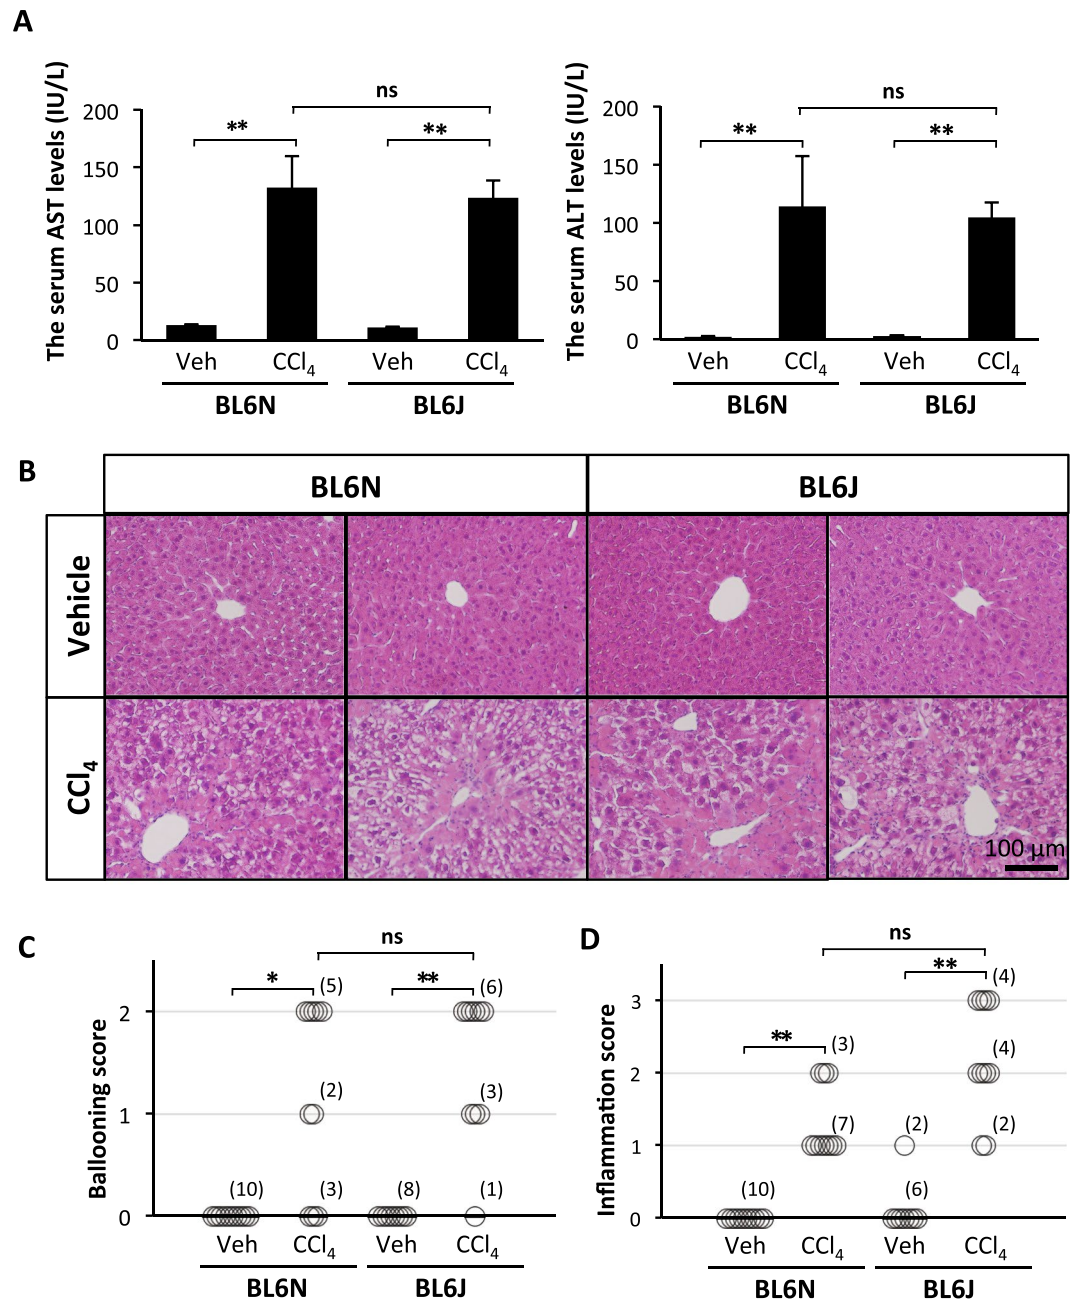 A
The serum AST levels (IU/L)
200
150
100
50
0
ns
**
**
Veh
CCl4
Veh
CCl4
BL6N
BL6J
The serum ALT levels (IU/L)
200
150
100
50
0
ns
**
**
Veh
CCl4
Veh
CCl4
BL6N
BL6J
B
BL6N
BL6J
Vehicle
CCl4
100 µm
C
Ballooning score
2
1
0
ns
*
**
(5)
(6)
(2)
(3)
(10)
(3)
(8)
(1)
Veh
CCl4
Veh
CCl4
BL6N
BL6J
D
Inflammation score
3
2
1
0
ns
**
**
(4)
(3)
(4)
(7)
(2)
(2)
(10)
(6)
Veh
CCl4
Veh
CCl4
BL6N
BL6J